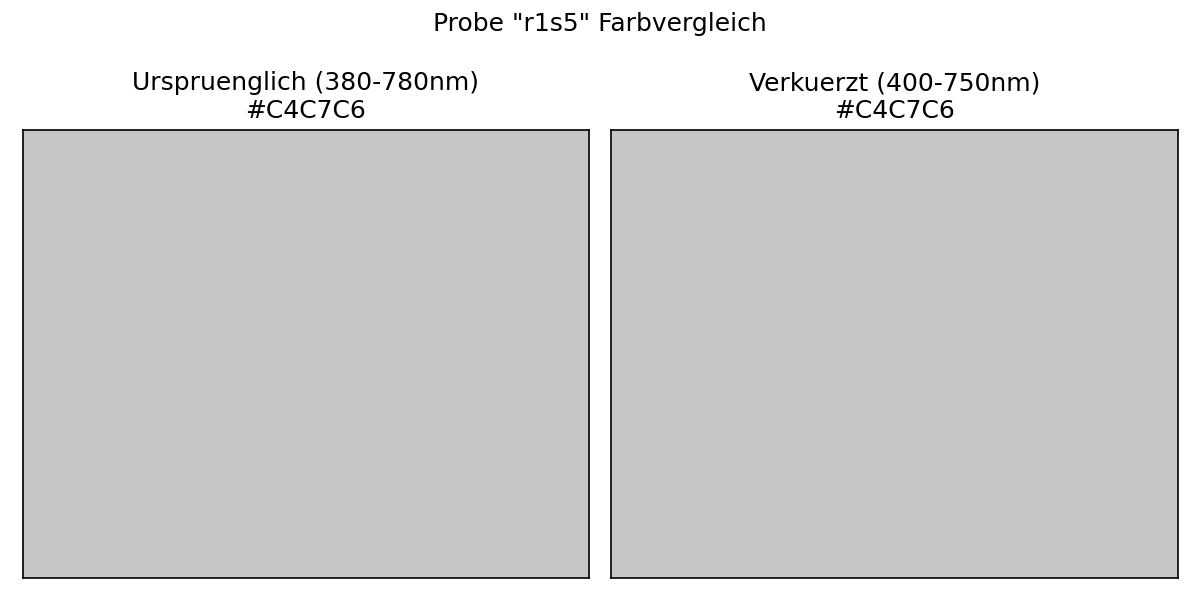 Probe "r1s5" Farbvergleich
Urspruenglich (380-780nm)
#C4C7C6
Verkuerzt (400-750nm)
#C4C7C6